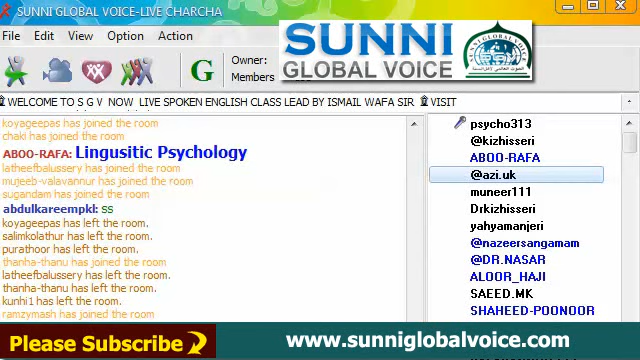 SUNNI GLOBAL VOICE-LIVE CHARCHA
File Edit View Option Action
SUNNI
GLOBAL VOICE
SUNNI GLOBAL VOICE
G
Owner:
Members
WELCOME TO S G V NOW LIVE SPOKEN ENGLISH CLASS LEAD BY ISMAIL WAFA SIR VISIT
koyageepas has joined the room
chaki has joined the room
ABOO-RAFA: Lingusitic Psychology
latheefbalussery has joined the room
mujeeb-valavannur has joined the room
sugandam has joined the room
abdulkareempkl: ss
koyageepas has left the room.
salimkolathur has left the room.
purathoor has left the room.
thanha-thanu has joined the room
latheefbalussery has left the room.
thanha-thanu has left the room.
kunhi1 has left the room.
ramzymash has joined the room
psycho313
@kizhisseri
ABOO-RAFA
@azi.uk
muneer111
Drkizhisseri
yahyamanjeri
@nazeersangamam
@DR.NASAR
ALOOR_HAJI
SAEED.MK
SHAHEED-POONOOR
Please Subscribe
www.sunniglobalvoice.com